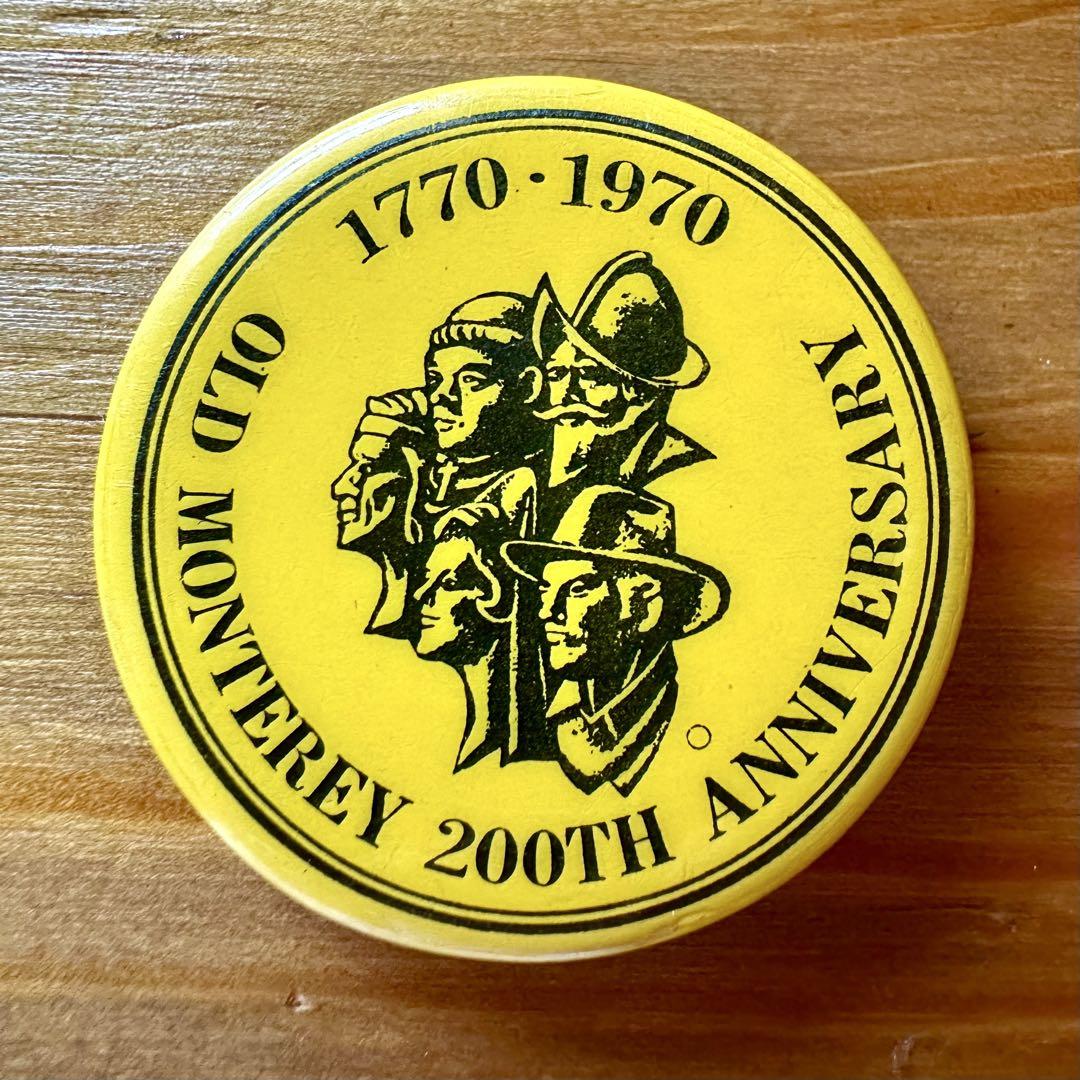 1770 · 1970
OLD MONTEREY 200TH ANNIVERSARY